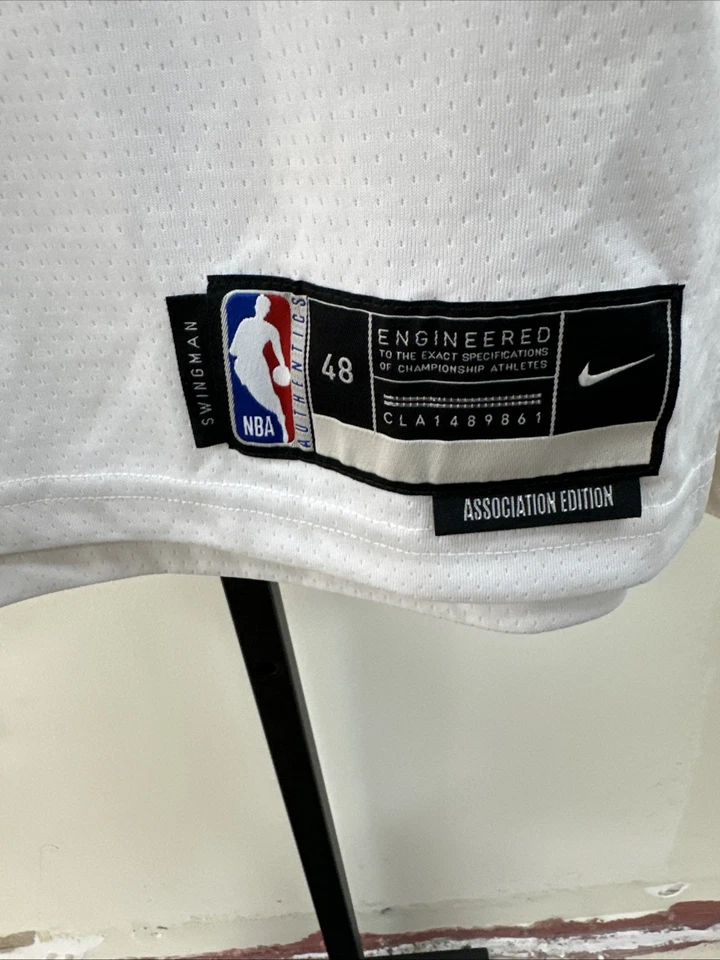 SWINGMAN
NBA
AUTHENTICS
48
ENGINEERED
TO THE EXACT SPECIFICATIONS
OF CHAMPIONSHIP ATHLETES
CLA1489861
ASSOCIATION EDITION